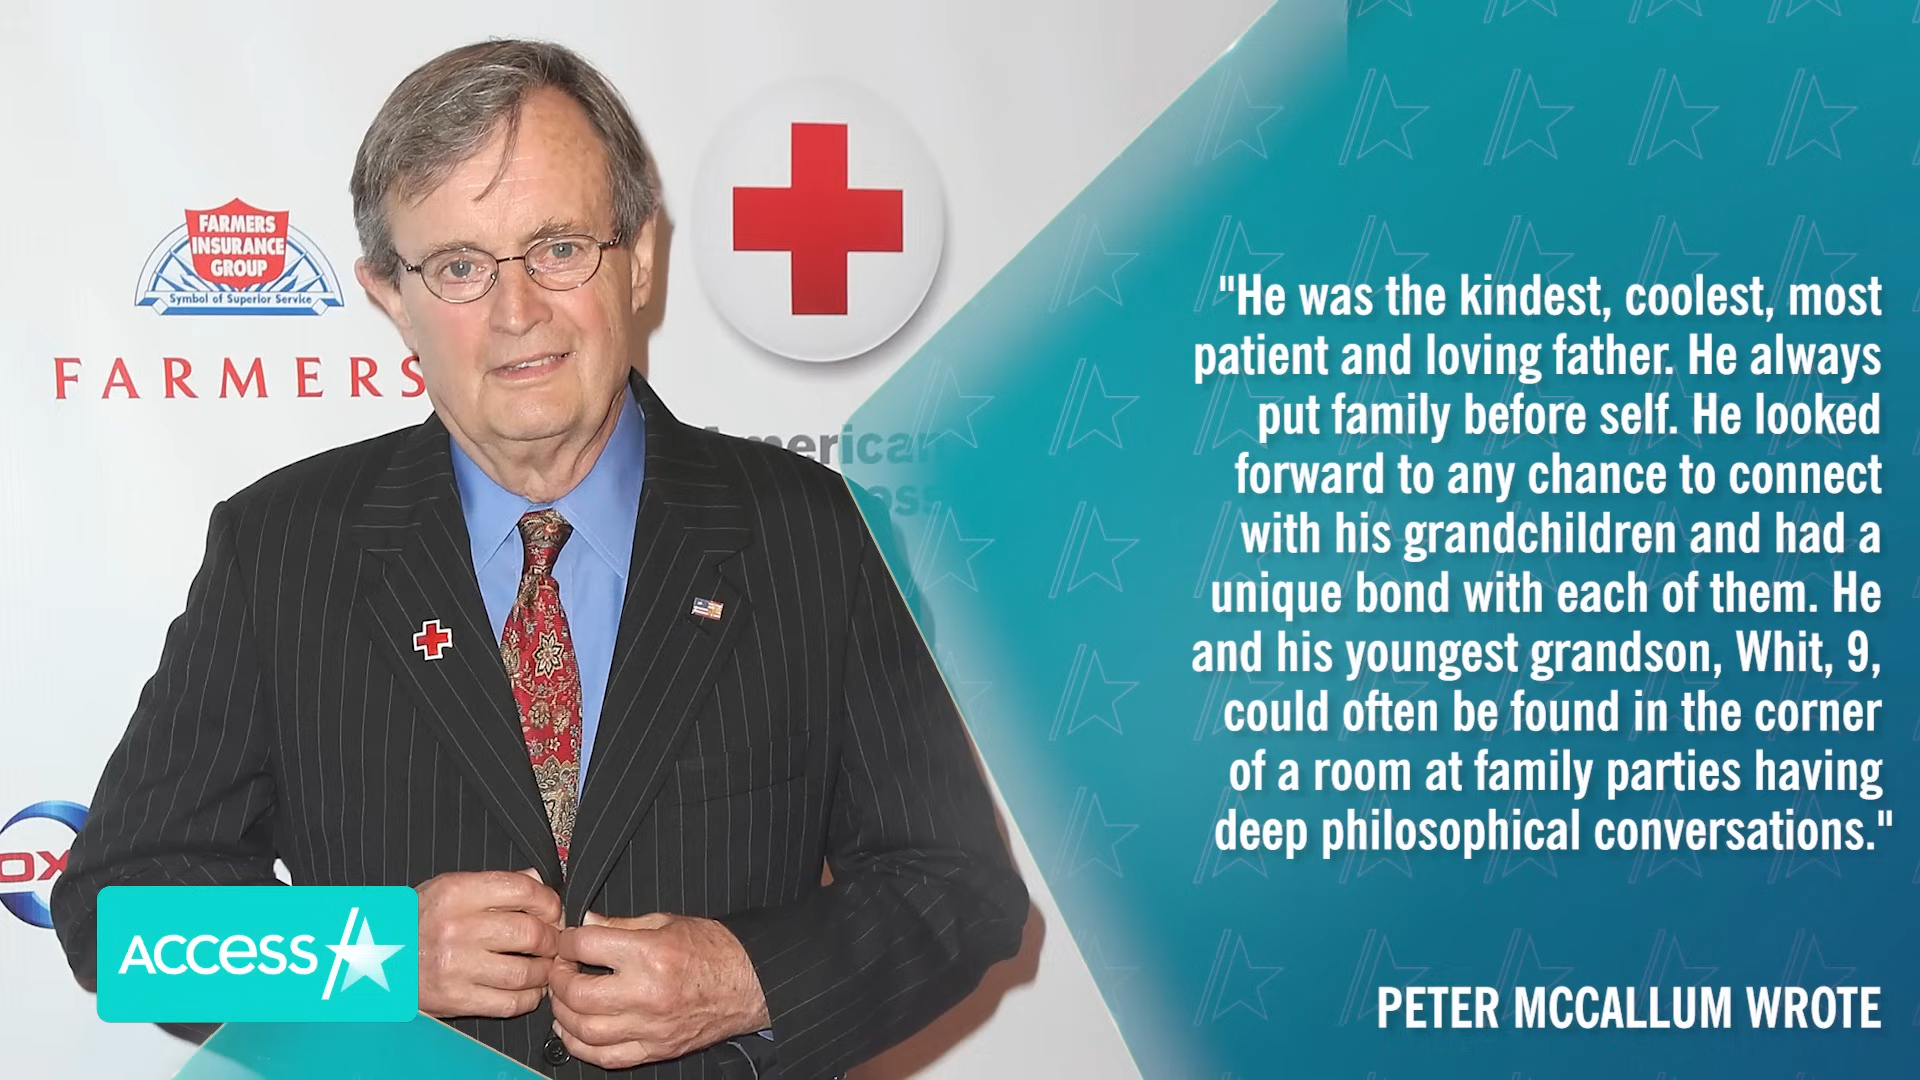 FARMERS
INSURANCE
GROUP
Symbol of Superior Service
FARMERS
American
"He was the kindest, coolest, most
patient and loving father. He always
put family before self. He looked
forward to any chance to connect
with his grandchildren and had a
unique bond with each of them. He
and his youngest grandson, Whit, 9,
could often be found in the corner
of a room at family parties having
deep philosophical conversations."
PETER MCCALLUM WROTE
ACCESS